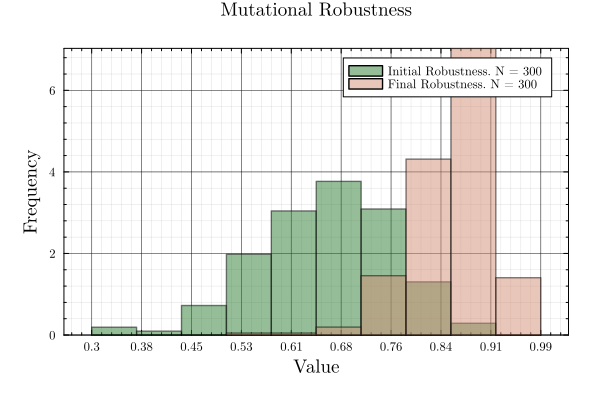 Mutational Robustness
Initial Robustness. N = 300
Final Robustness. N = 300
Frequency
6
4
2
0
0.3 0.38 0.45 0.53 0.61 0.68 0.76 0.84 0.91 0.99
Value